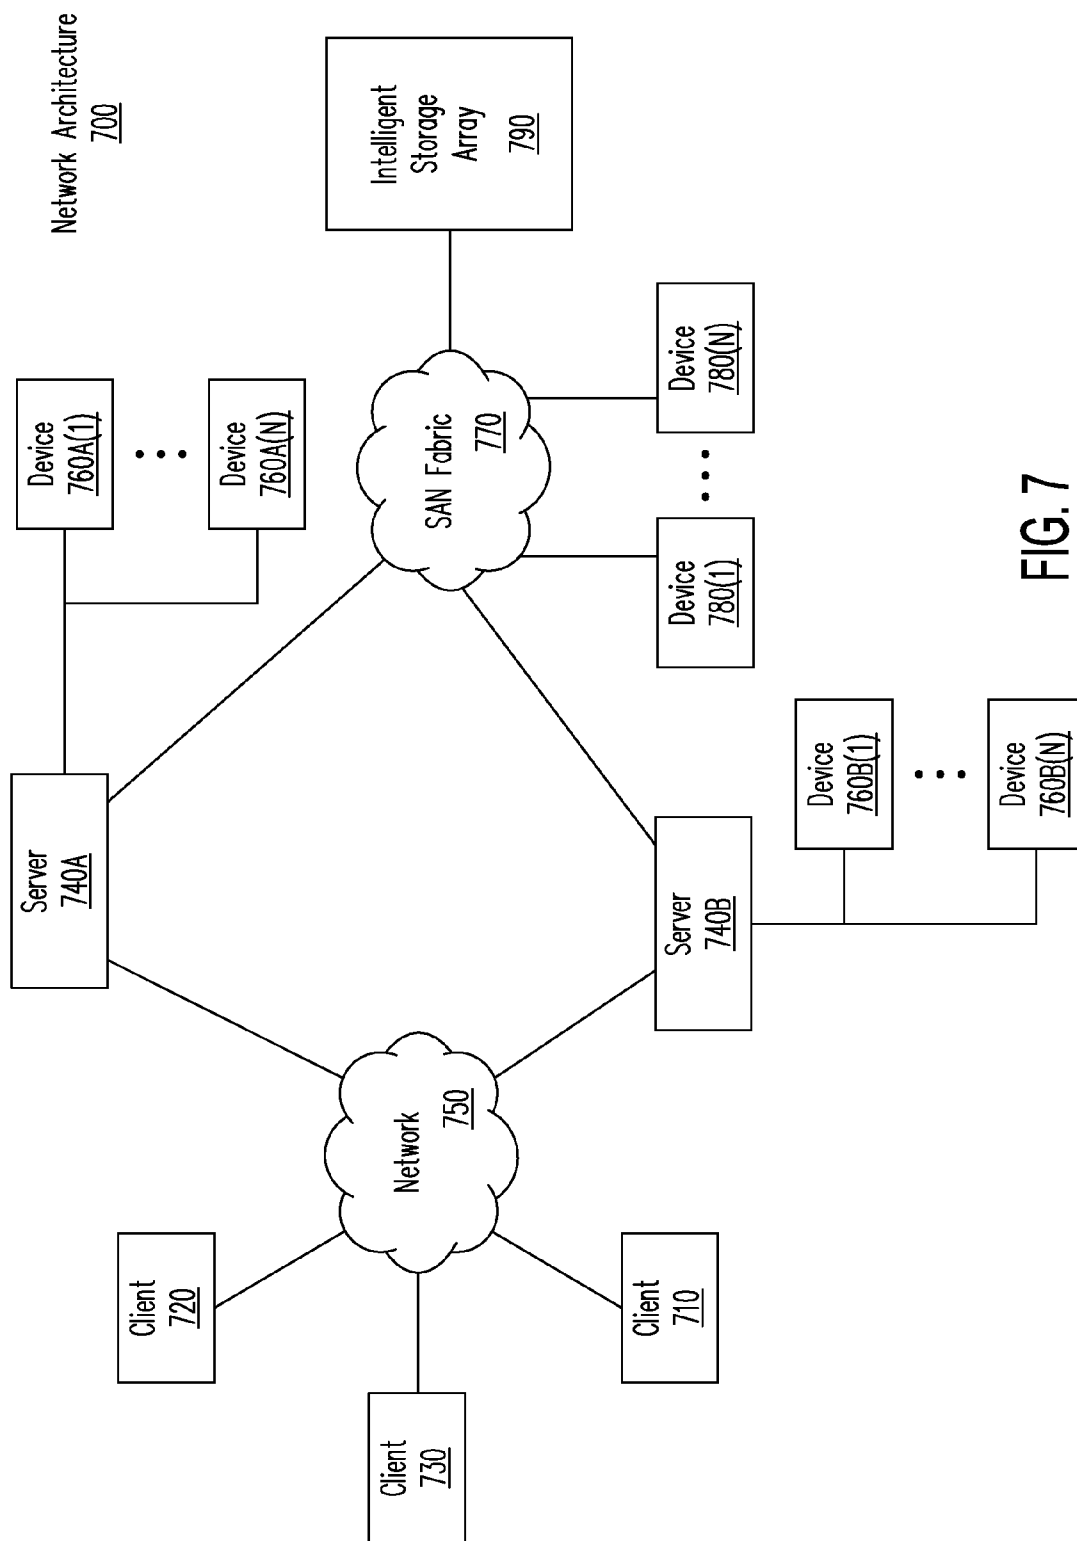 Network Architecture
700
Device
760A(1)
Device
760A(N)
Server
740A
Intelligent
Storage
Array
790
SAN Fabric
770
Device
780(1)
Device
780(N)
Client
720
Network
750
Client
730
Client
710
Server
740B
Device
760B(1)
Device
760B(N)
FIG. 7